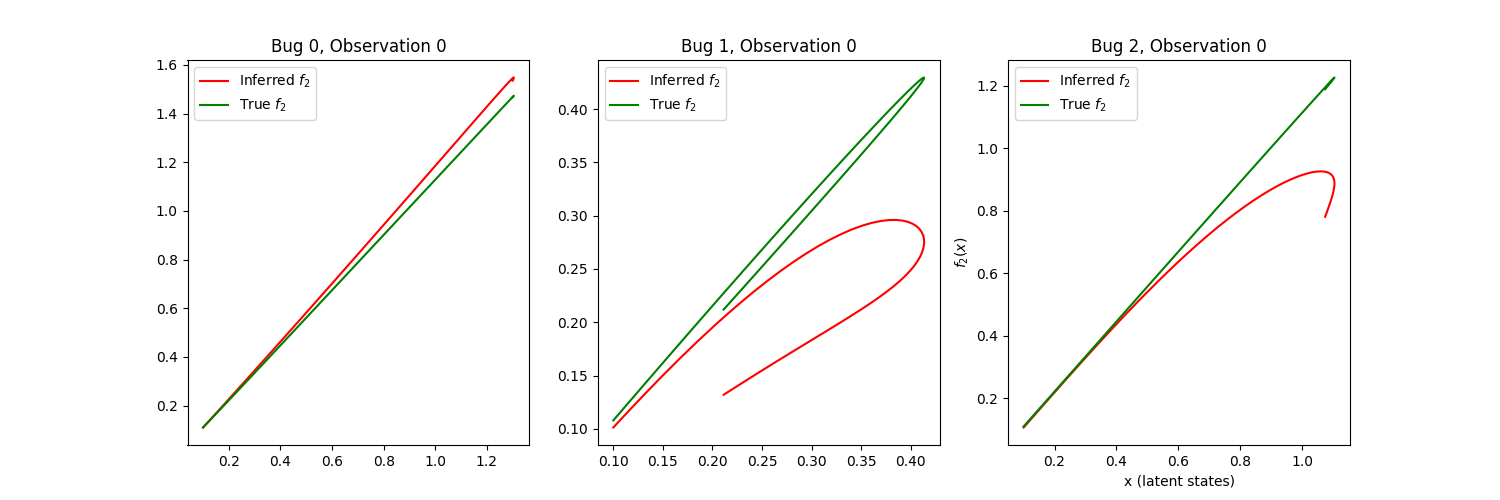 Bug 0, Observation 0
Inferred f₂
True f₂
1.6
1.4
1.2
1.0
0.8
0.6
0.4
0.2
0.2 0.4 0.6 0.8 1.0 1.2
Bug 1, Observation 0
Inferred f₂
True f₂
0.40
0.35
0.30
0.25
0.20
0.15
0.10
0.10 0.15 0.20 0.25 0.30 0.35 0.40
Bug 2, Observation 0
Inferred f₂
True f₂
f₂(x)
1.2
1.0
0.8
0.6
0.4
0.2
0.2 0.4 0.6 0.8 1.0
x (latent states)